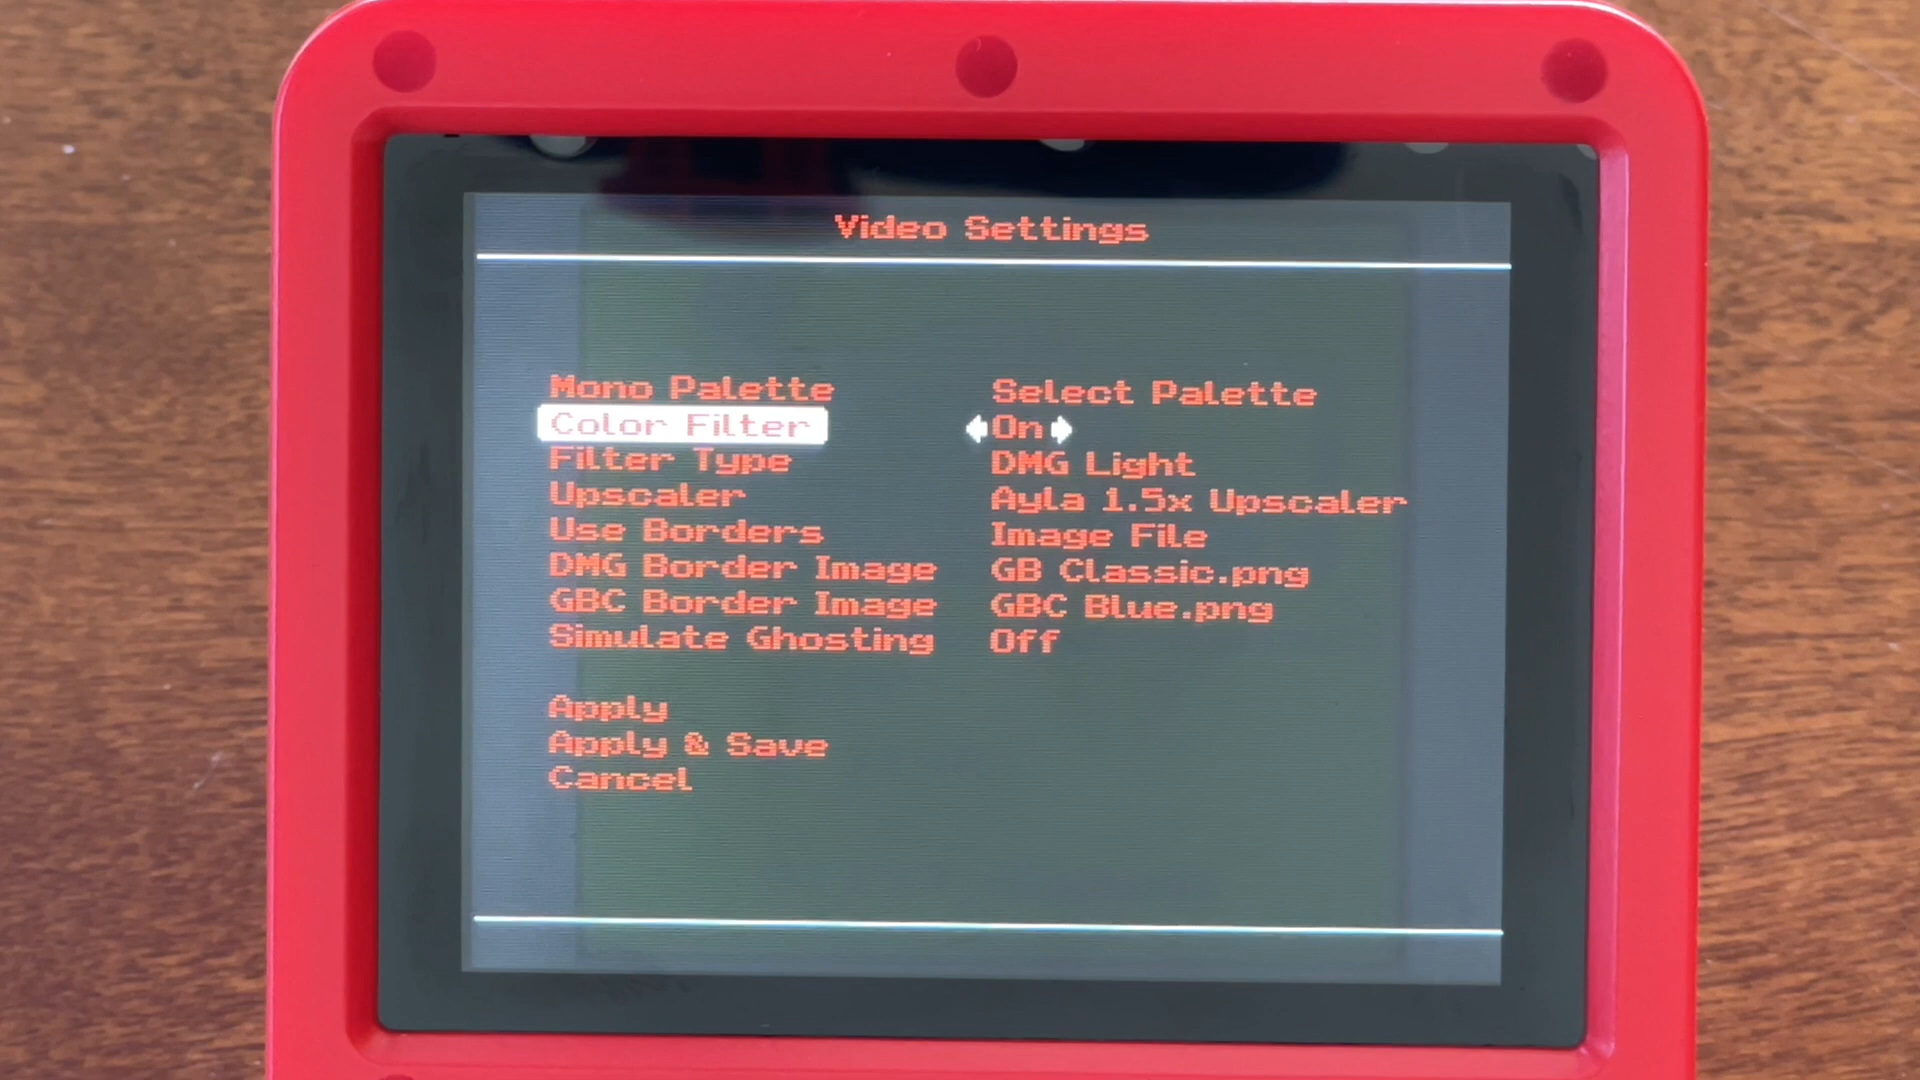 Video Settings
Mono Palette Select Palette
Color Filter On
Filter Type DMG Light
Upscaler Ayla 1.5x Upscaler
Use Borders Image File
DMG Border Image GB Classic.png
GBC Border Image GBC Blue.png
Simulate Ghosting Off
Apply
Apply & Save
Cancel